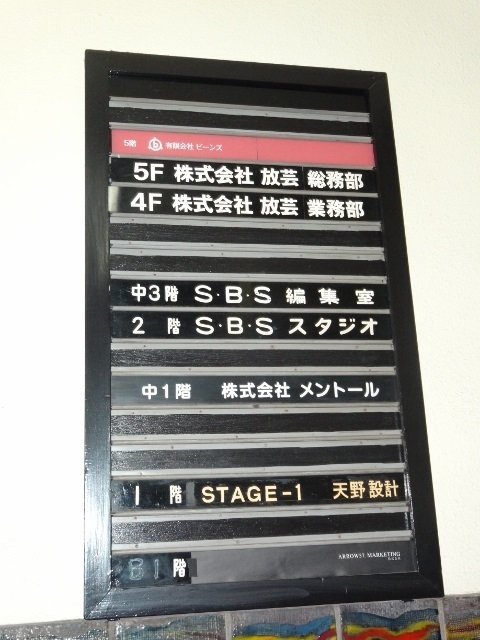 5階 b 有限会社 ビーンズ
5F 株式会社 放芸 総務部
4F 株式会社 放芸 業務部
中3階 S・B・S 編集室
2階 S・B・S スタジオ
中1階 株式会社 メントール
1階 STAGE-1 天野設計
B1階